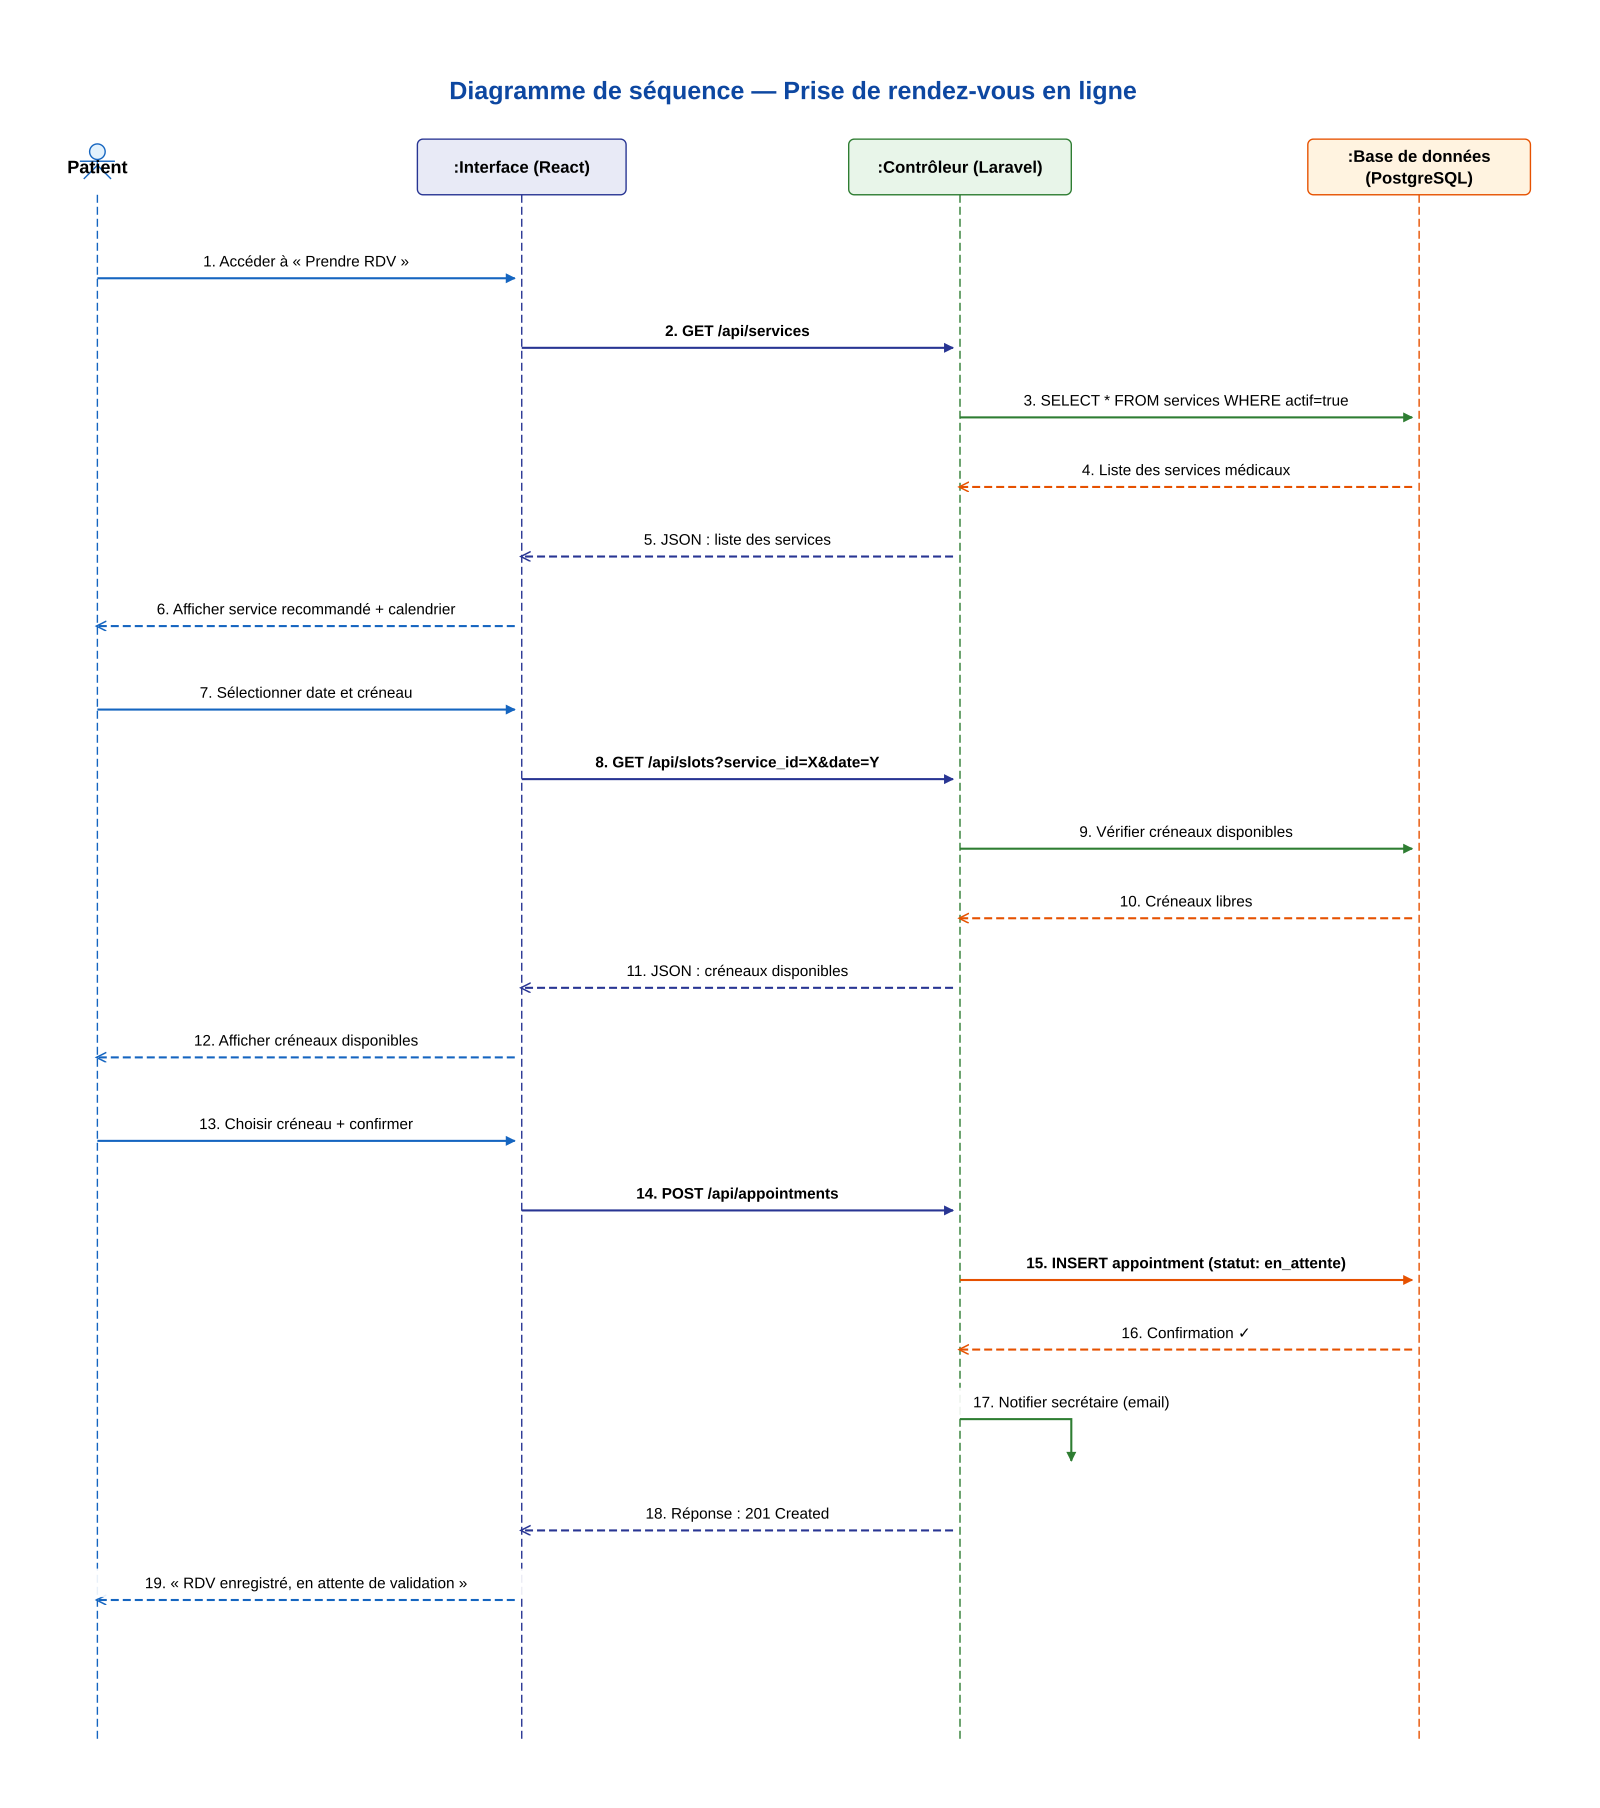 Diagramme de séquence — Prise de rendez-vous en ligne
Patient
:Interface (React)
:Contrôleur (Laravel)
:Base de données
(PostgreSQL)
1. Accéder à « Prendre RDV »
2. GET /api/services
3. SELECT * FROM services WHERE actif=true
4. Liste des services médicaux
5. JSON : liste des services
6. Afficher service recommandé + calendrier
7. Sélectionner date et créneau
8. GET /api/slots?service_id=X&date=Y
9. Vérifier créneaux disponibles
10. Créneaux libres
11. JSON : créneaux disponibles
12. Afficher créneaux disponibles
13. Choisir créneau + confirmer
14. POST /api/appointments
15. INSERT appointment (statut: en_attente)
16. Confirmation ✓
17. Notifier secrétaire (email)
18. Réponse : 201 Created
19. « RDV enregistré, en attente de validation »